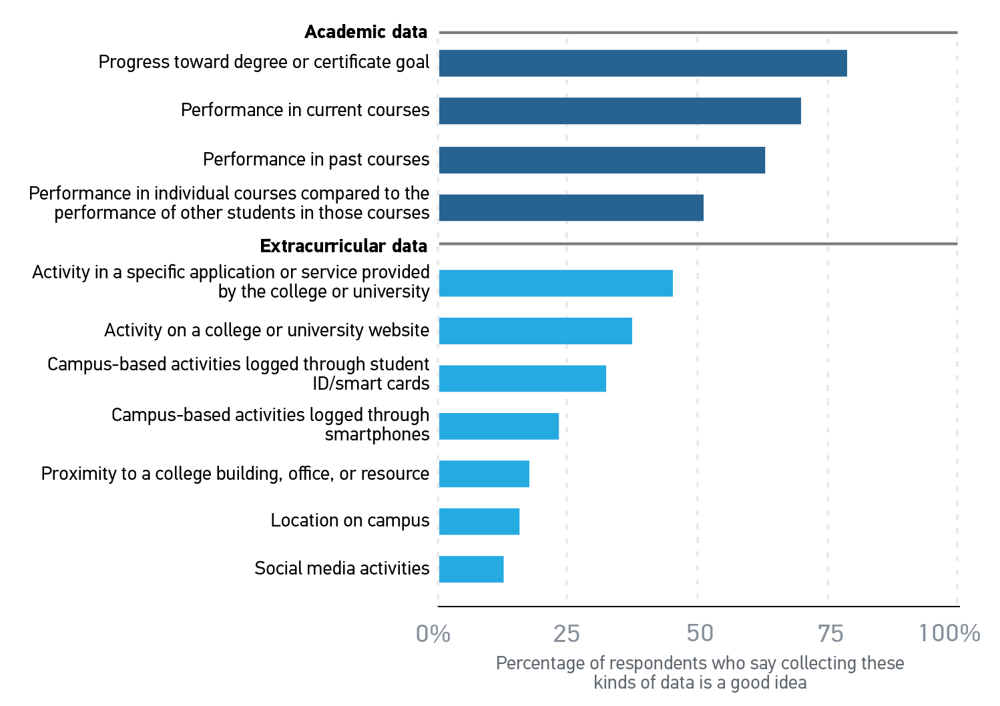 Academic data
Progress toward degree or certificate goal
Performance in current courses
Performance in past courses
Performance in individual courses compared to the
performance of other students in those courses
Extracurricular data
Activity in a specific application or service provided
by the college or university
Activity on a college or university website
Campus-based activities logged through student
ID/smart cards
Campus-based activities logged through
smartphones
Proximity to a college building, office, or resource
Location on campus
Social media activities
0% 25 50 75 100%
Percentage of respondents who say collecting these
kinds of data is a good idea